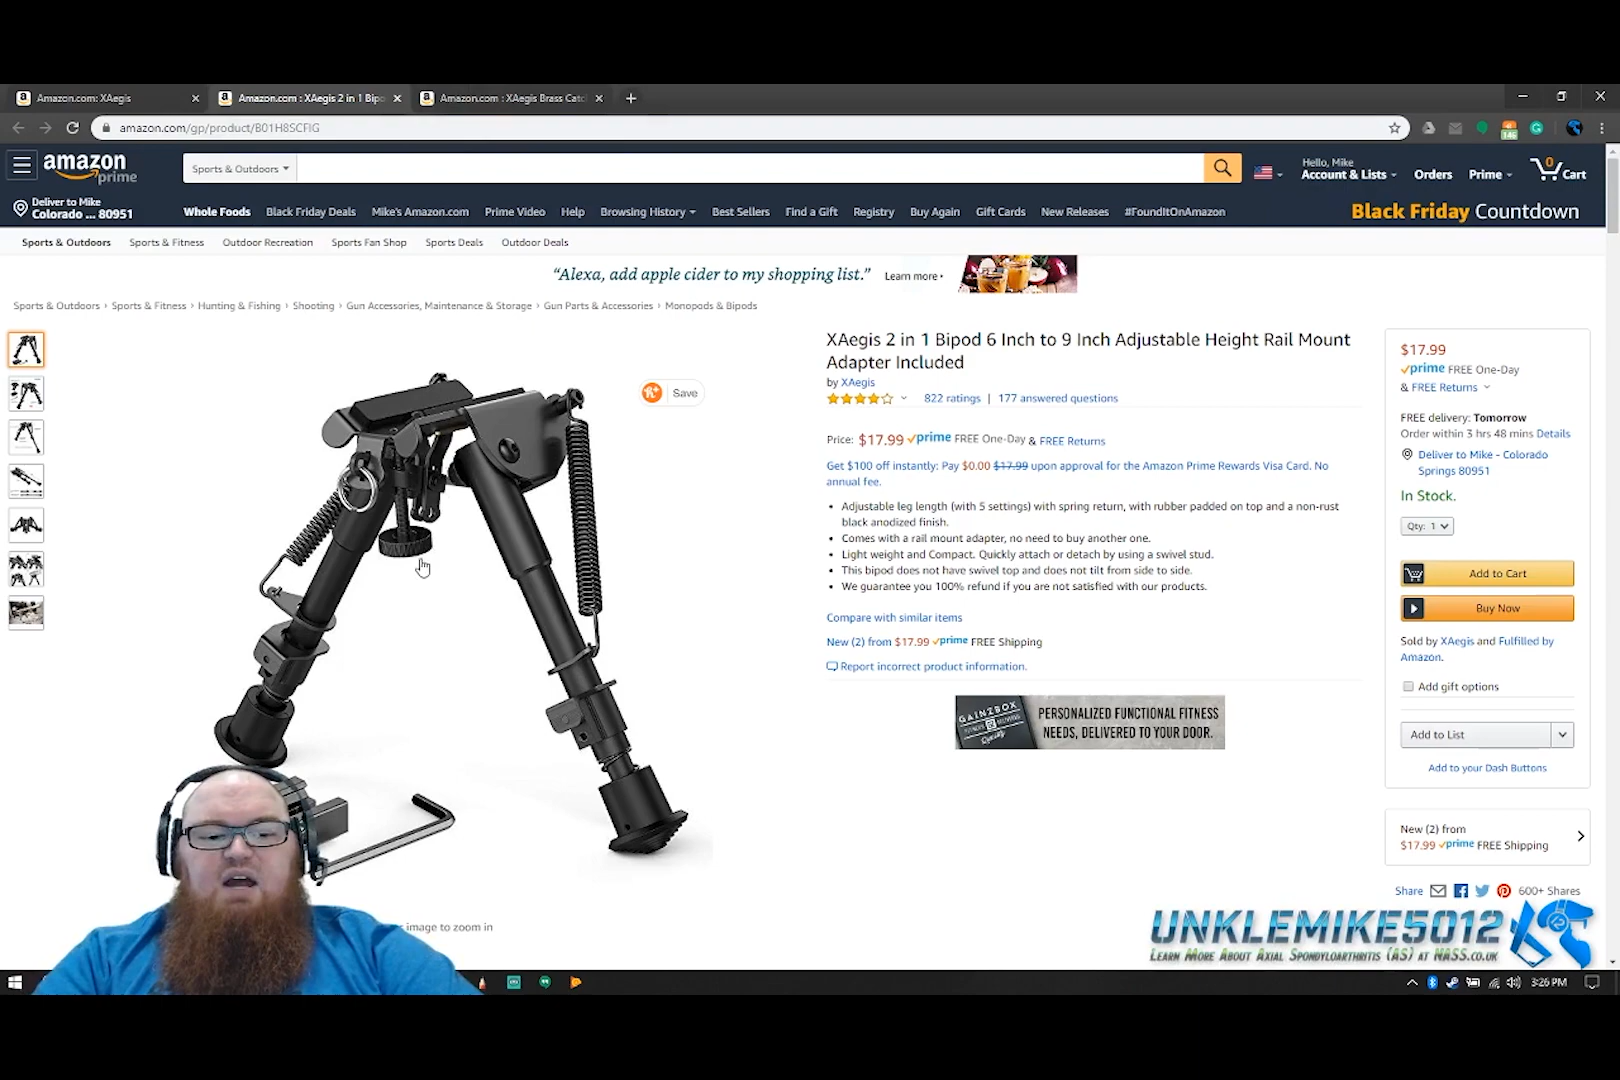 Amazon.com: XAegis
Amazon.com : XAegis 2 in 1 Bipo
Amazon.com : XAegis Brass Catc
amazon.com/gp/product/B01H8SCFIG
146
amazon
prime
Sports & Outdoors
Hello, Mike
Account & Lists
Orders
Prime
0
Cart
Deliver to Mike
Colorado ... 80951
Whole Foods Black Friday Deals Mike's Amazon.com Prime Video Help Browsing History Best Sellers Find a Gift Registry Buy Again Gift Cards New Releases #FoundItOnAmazon
Black Friday Countdown
Sports & Outdoors Sports & Fitness Outdoor Recreation Sports Fan Shop Sports Deals Outdoor Deals
“Alexa, add apple cider to my shopping list.” Learn more ›
Sports & Outdoors › Sports & Fitness › Hunting & Fishing › Shooting › Gun Accessories, Maintenance & Storage › Gun Parts & Accessories › Monopods & Bipods
Save
XAegis 2 in 1 Bipod 6 Inch to 9 Inch Adjustable Height Rail Mount
Adapter Included
by XAegis
822 ratings | 177 answered questions
Price: $17.99 prime FREE One-Day & FREE Returns
Get $100 off instantly: Pay $0.00 $17.99 upon approval for the Amazon Prime Rewards Visa Card. No
annual fee.
• Adjustable leg length (with 5 settings) with spring return, with rubber padded on top and a non-rust
black anodized finish.
• Comes with a rail mount adapter, no need to buy another one.
• Light weight and Compact. Quickly attach or detach by using a swivel stud.
• This bipod does not have swivel top and does not tilt from side to side.
• We guarantee you 100% refund if you are not satisfied with our products.
Compare with similar items
New (2) from $17.99 prime FREE Shipping
Report incorrect product information.
GAINZBOX
PERSONALIZED FUNCTIONAL FITNESS
NEEDS, DELIVERED TO YOUR DOOR.
$17.99
prime FREE One-Day
& FREE Returns
FREE delivery: Tomorrow
Order within 3 hrs 48 mins Details
Deliver to Mike - Colorado
Springs 80951
In Stock.
Qty: 1
Add to Cart
Buy Now
Sold by XAegis and Fulfilled by
Amazon.
Add gift options
Add to List
Add to your Dash Buttons
New (2) from
$17.99 prime FREE Shipping
Share 600+ Shares
image to zoom in
UNKLEMIKE5012
LEARN MORE ABOUT AXIAL SPONDYLOARTHRITIS (AS) AT NASS.CO.UK
3:26 PM